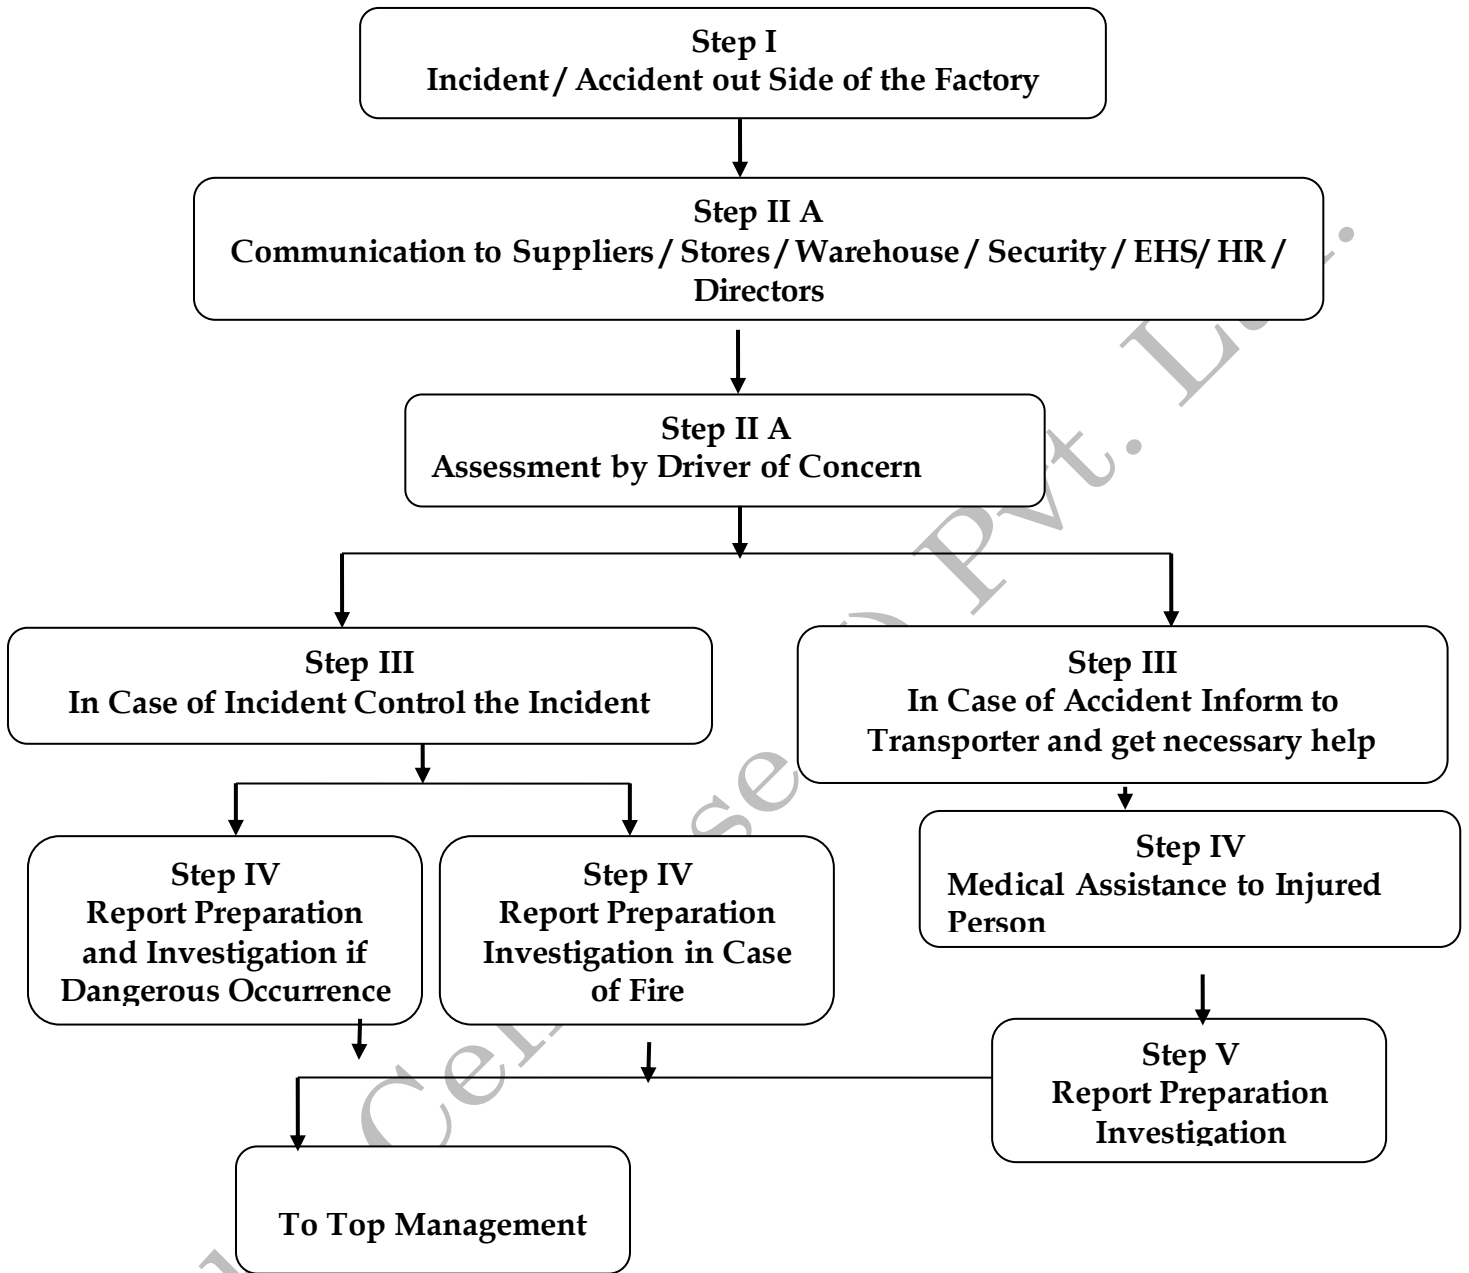 Step I
Incident / Accident out Side of the Factory
Step II A
Communication to Suppliers / Stores / Warehouse / Security / EHS/ HR /
Directors
Step II A
Assessment by Driver of Concern
Step III
In Case of Incident Control the Incident
Step III
In Case of Accident Inform to
Transporter and get necessary help
Step IV
Report Preparation
and Investigation if
Dangerous Occurrence
Step IV
Report Preparation
Investigation in Case
of Fire
Step IV
Medical Assistance to Injured
Person
Step V
Report Preparation
Investigation
To Top Management
Pvt.